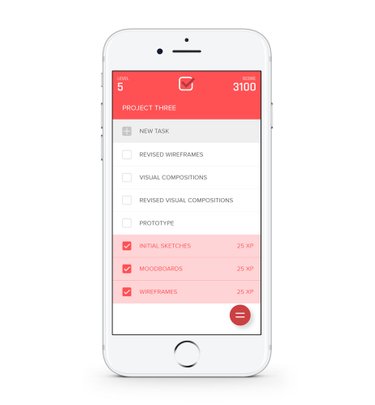 LEVEL
5
SCORE
3100
PROJECT THREE
NEW TASK
REVISED WIREFRAMES
VISUAL COMPOSITIONS
REVISED VISUAL COMPOSITIONS
PROTOTYPE
INITIAL SKETCHES 25 XP
MOODBOARDS 25 XP
WIREFRAMES 25 XP